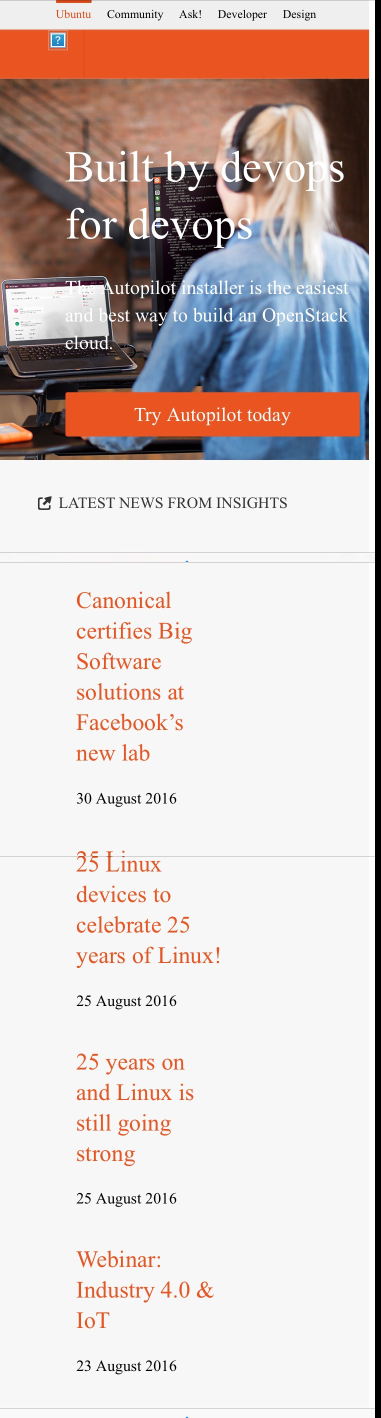 Ubuntu Community Ask! Developer Design
Built by devops
for devops
The Autopilot installer is the easiest
and best way to build an OpenStack
cloud.
Try Autopilot today
LATEST NEWS FROM INSIGHTS
Canonical
certifies Big
Software
solutions at
Facebook’s
new lab
30 August 2016
25 Linux
devices to
celebrate 25
years of Linux!
25 August 2016
25 years on
and Linux is
still going
strong
25 August 2016
Webinar:
Industry 4.0 &
IoT
23 August 2016